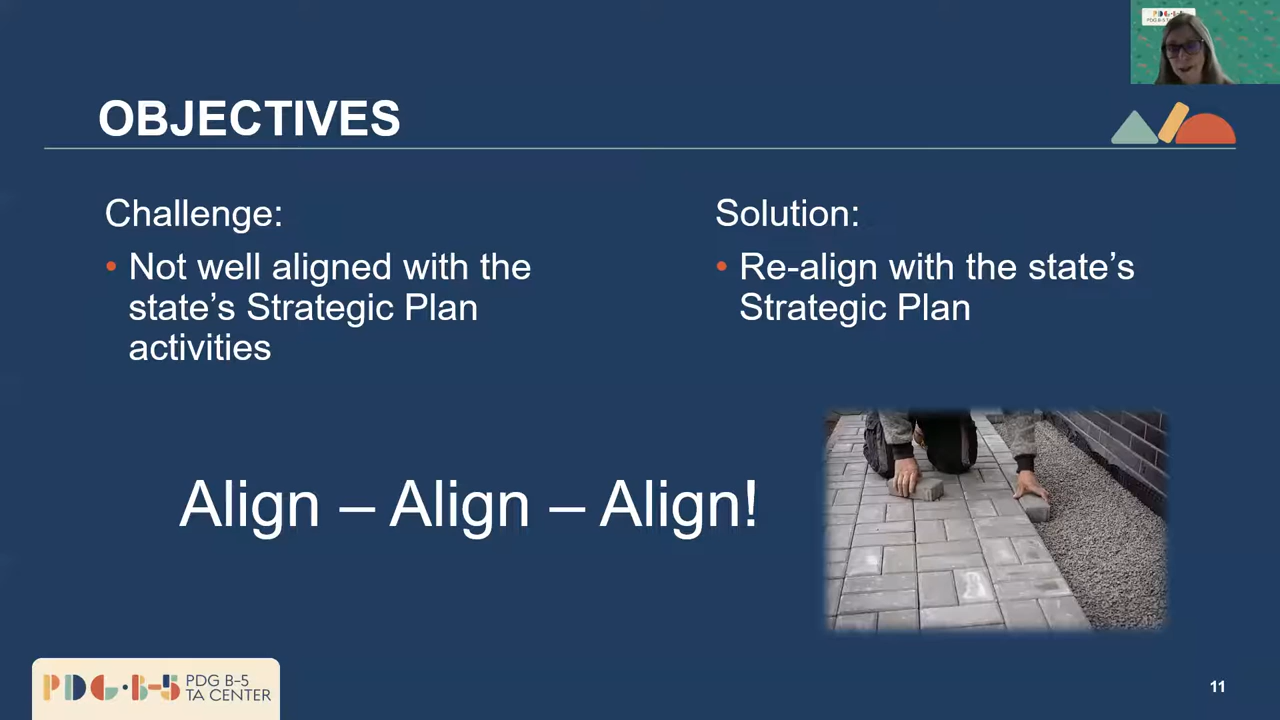 OBJECTIVES
Challenge:
• Not well aligned with the
state’s Strategic Plan
activities
Solution:
• Re-align with the state’s
Strategic Plan
Align – Align – Align!
PDG·B-5
PDG B–5
TA CENTER
11